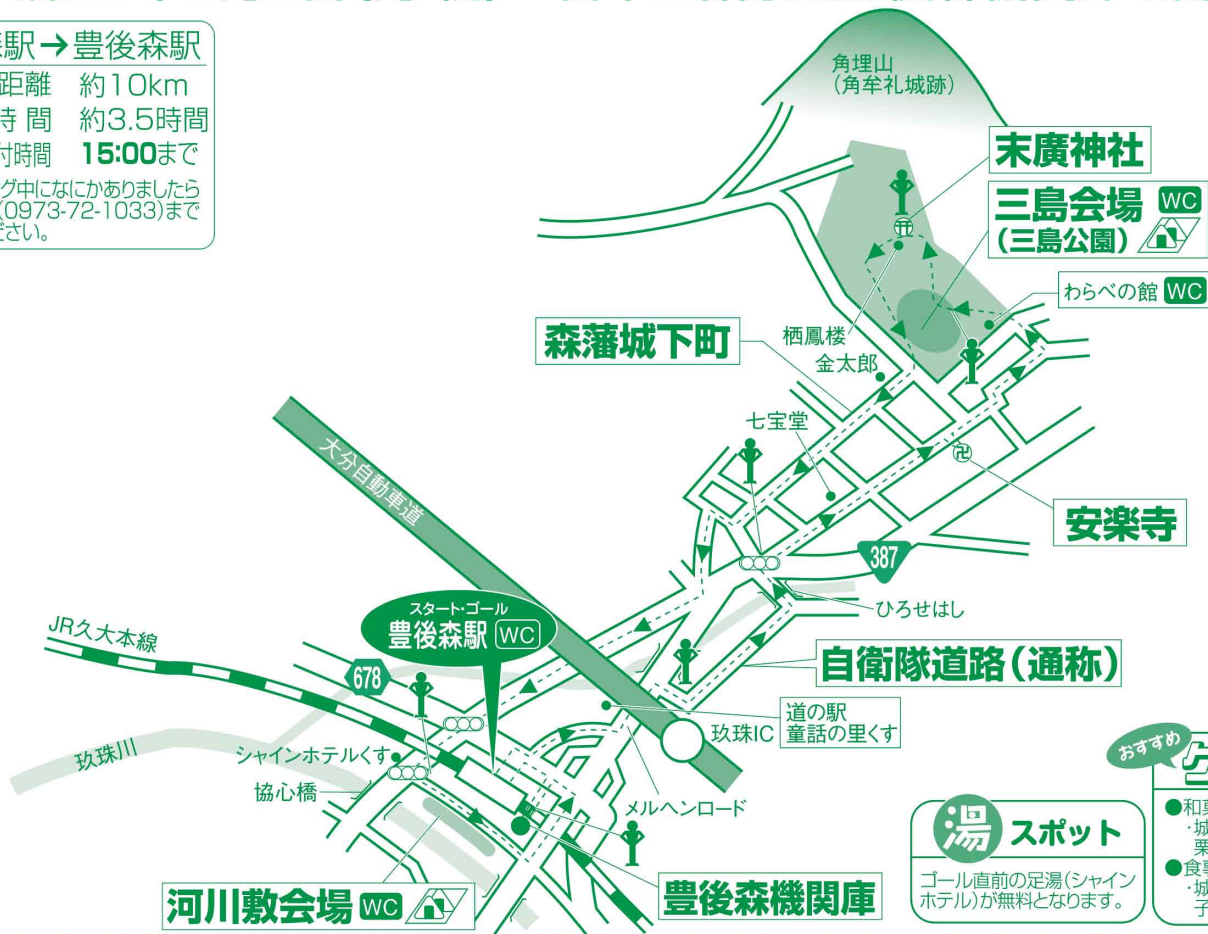 駅→豊後森駅
距離 約10km
時間 約3.5時間
付時間 15:00まで
グ中になにかありましたら
(0973-72-1033)まで
ださい。
角埋山
(角牟礼城跡)
末廣神社
三島会場 WC
(三島公園)
わらべの館 WC
栖鳳楼
金太郎
森藩城下町
七宝堂
卍
安楽寺
大分自動車道
387
ひろせはし
スタート・ゴール
豊後森駅 WC
JR久大本線
678
自衛隊道路(通称)
道の駅
童話の里くす
玖珠IC
玖珠川
シャインホテルくす
協心橋
メルヘンロード
河川敷会場 WC
豊後森機関庫
湯 スポット
ゴール直前の足湯(シャイン
ホテル)が無料となります。
おすすめ
●和
・城
栗
●食
・城
子